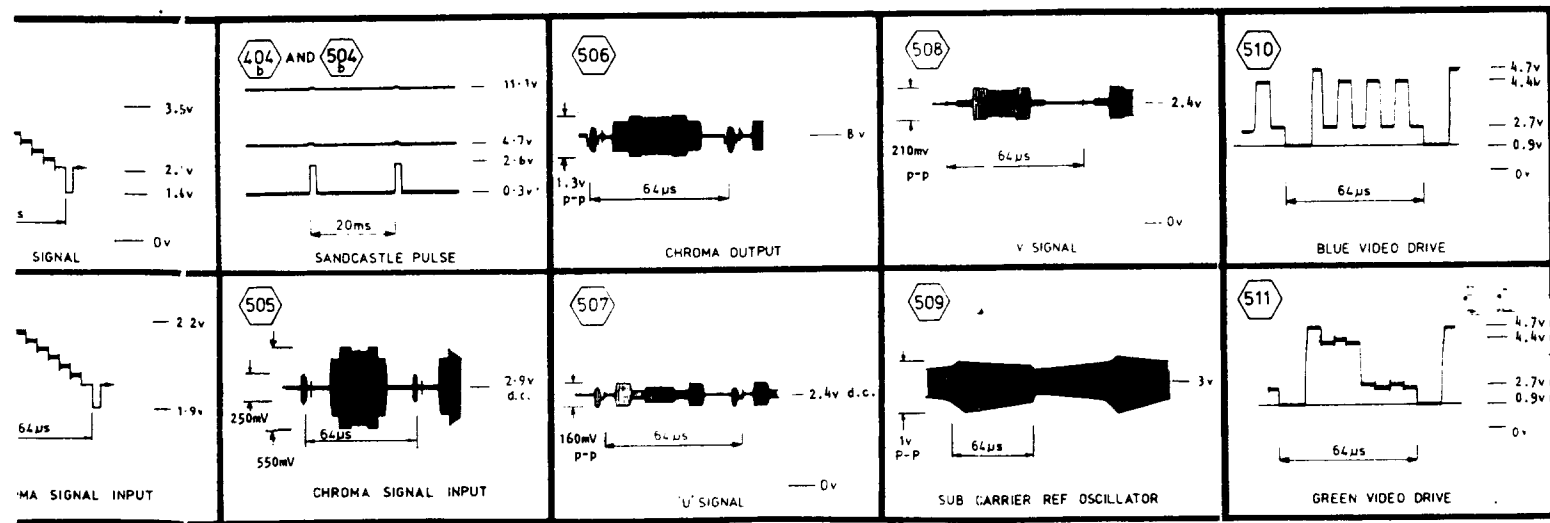 3.5v
1.4v
0v
SIGNAL
404 b AND 504 b
11·1v
4·7v
2·6v
0·3v
20ms
SANDCASTLE PULSE
506
8v
1.3v
p-p
64µs
CHROMA OUTPUT
508
2.4v
210mv
p-p
64µs
0v
V SIGNAL
510
4.7v
4.4v
2.7v
0.9v
0v
64µs
BLUE VIDEO DRIVE
2·2v
1·9v
64µs
MA SIGNAL INPUT
505
2·9v
d.c.
250mV
64µs
550mV
CHROMA SIGNAL INPUT
507
2.4v d.c.
160mV
p-p
64µs
0v
'U' SIGNAL
509
3v
1v
P-P
64µs
SUB CARRIER REF OSCILLATOR
511
4.7v
4.4v
2.7v
0.9v
0v
64µs
GREEN VIDEO DRIVE